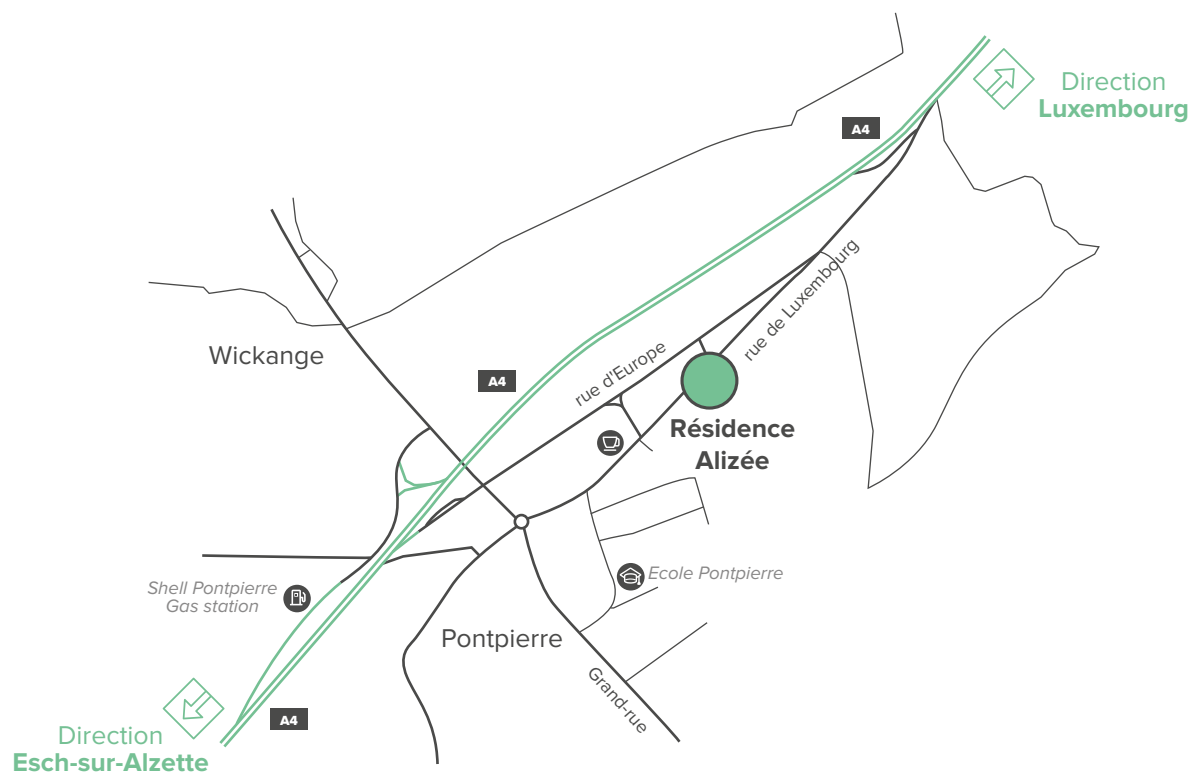 Direction
Luxembourg
A4
rue de Luxembourg
Wickange
rue d'Europe
A4
Résidence
Alizée
Shell Pontpierre
Gas station
Ecole Pontpierre
Pontpierre
Grand-rue
A4
Direction
Esch-sur-Alzette